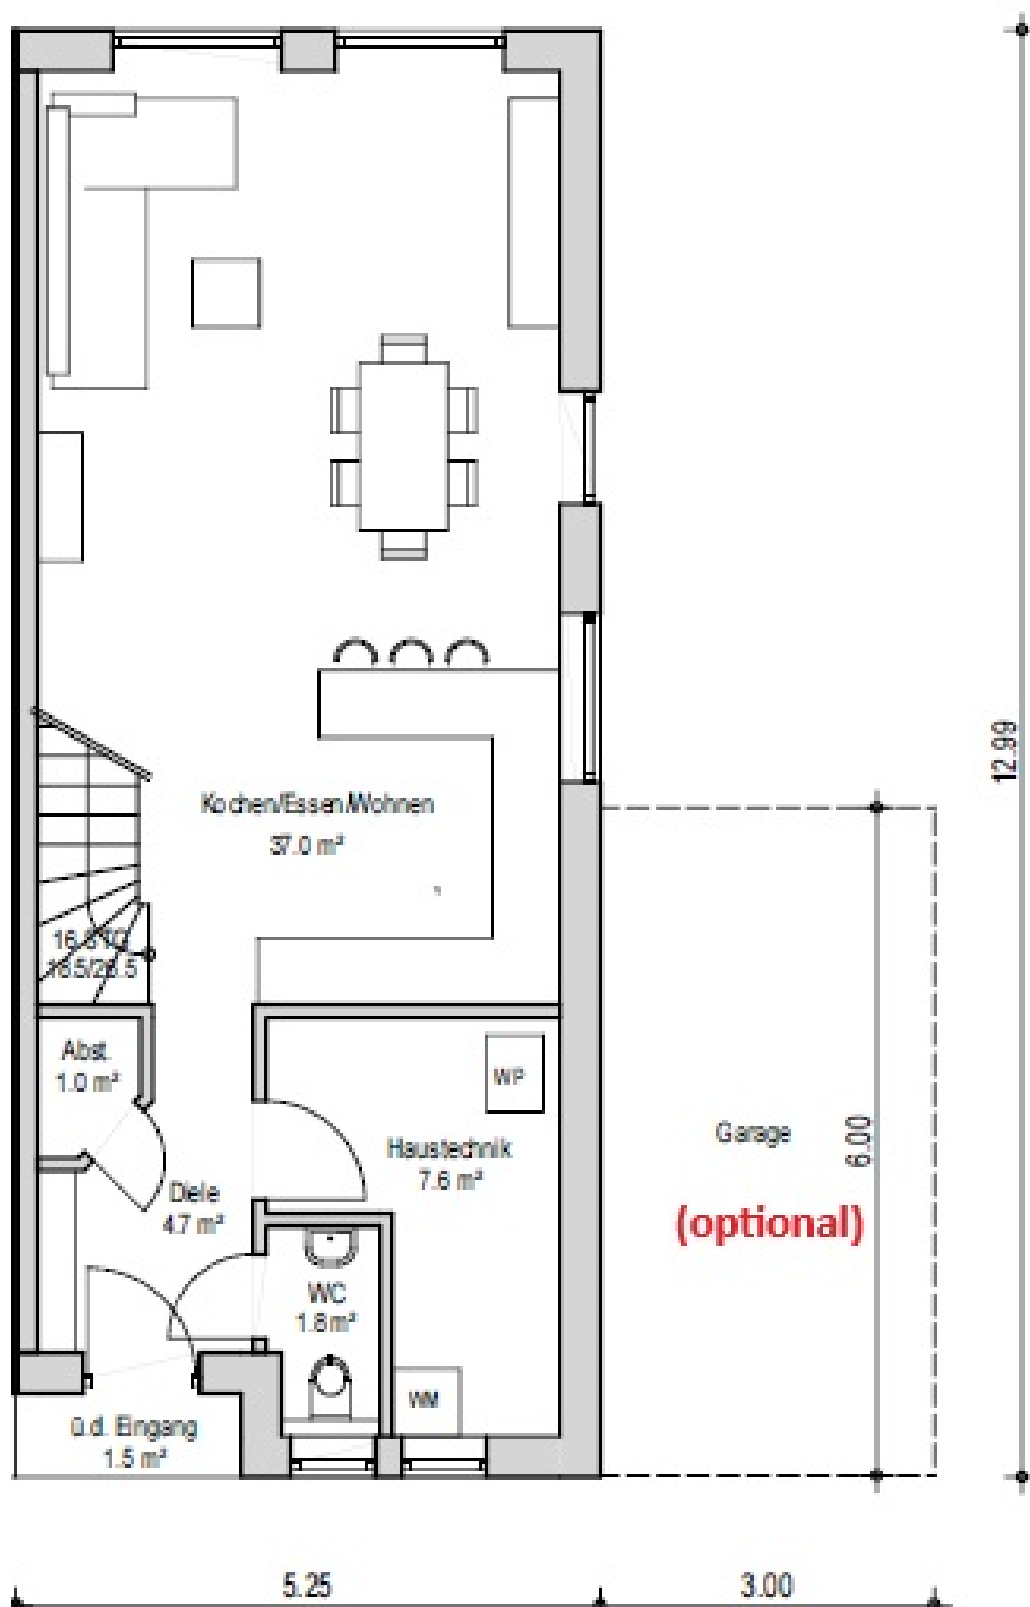 12.99
Kochen/Essen/Wohnen
37.0 m²
Abst.
1.0 m²
WP
Haustechnik
7.6 m²
Garage
6.00
(optional)
Diele
4.7 m²
WC
1.8 m²
WM
ü.d. Eingang
1.5 m²
5.25
3.00